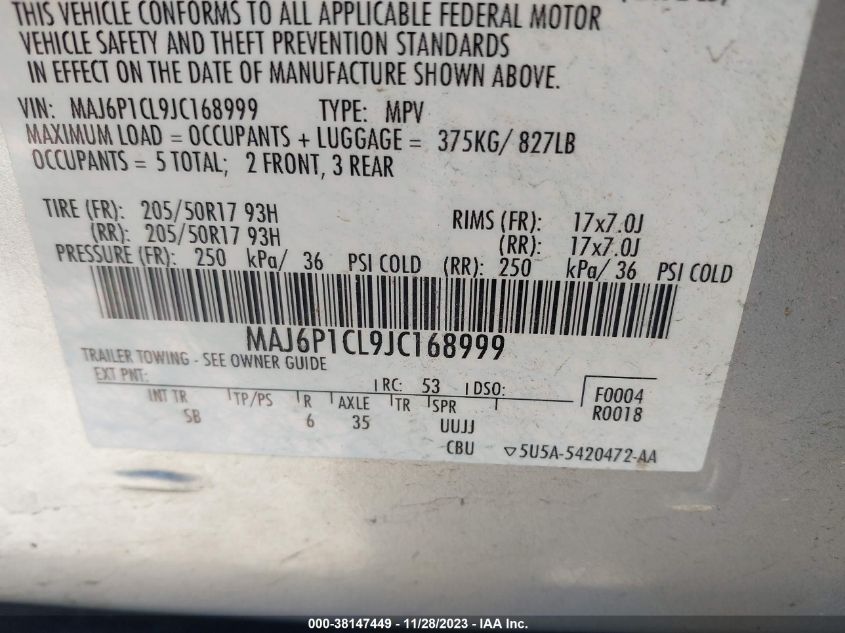 THIS VEHICLE CONFORMS TO ALL APPLICABLE FEDERAL MOTOR
VEHICLE SAFETY AND THEFT PREVENTION STANDARDS
IN EFFECT ON THE DATE OF MANUFACTURE SHOWN ABOVE.
VIN: MAJ6P1CL9JC168999 TYPE: MPV
MAXIMUM LOAD = OCCUPANTS + LUGGAGE = 375KG/ 827LB
OCCUPANTS = 5 TOTAL; 2 FRONT, 3 REAR
TIRE (FR): 205/50R17 93H RIMS (FR): 17x7.0J
(RR): 205/50R17 93H (RR): 17x7.0J
PRESSURE (FR): 250 kPa/ 36 PSI COLD (RR): 250 kPa/ 36 PSI COLD
MAJ6P1CL9JC168999
TRAILER TOWING - SEE OWNER GUIDE
EXT PNT: RC: 53 DSO: F0004
INT TR TP/PS R AXLE TR SPR R0018
SB 6 35 UUJJ
CBU ▽5U5A-5420472-AA
000-38147449 - 11/28/2023 - IAA Inc.